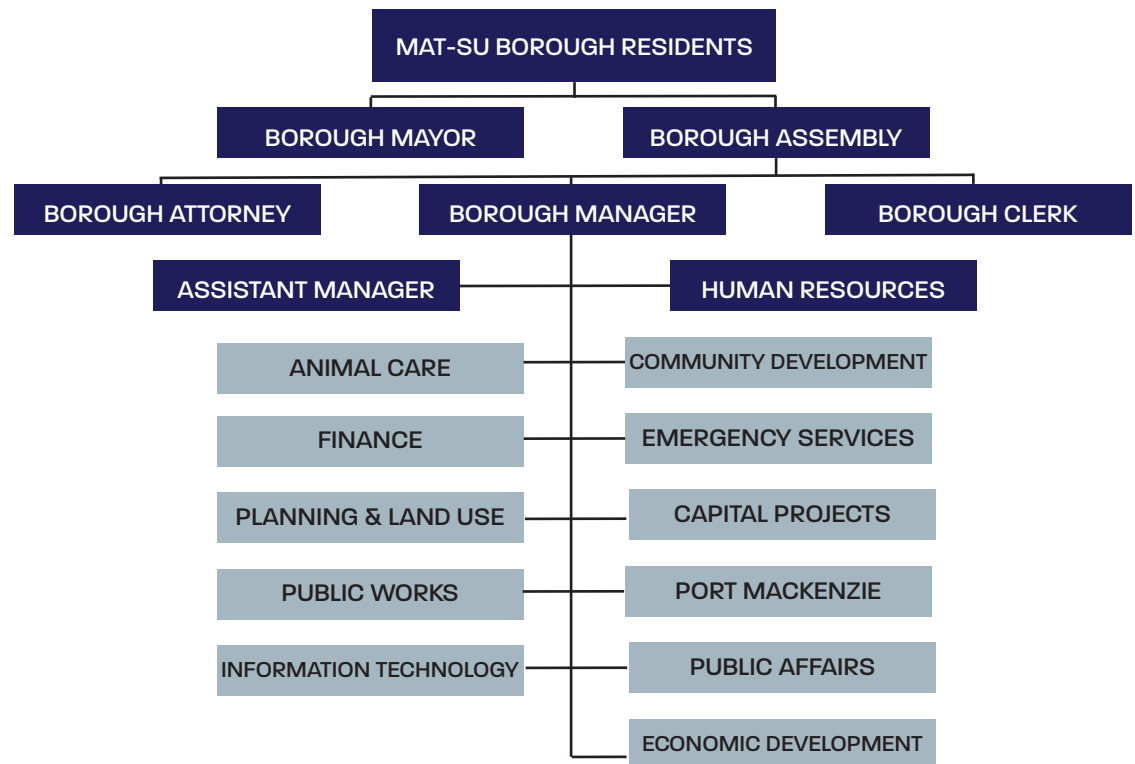 MAT-SU BOROUGH RESIDENTS
BOROUGH MAYOR
BOROUGH ASSEMBLY
BOROUGH ATTORNEY
BOROUGH MANAGER
BOROUGH CLERK
ASSISTANT MANAGER
HUMAN RESOURCES
ANIMAL CARE
COMMUNITY DEVELOPMENT
FINANCE
EMERGENCY SERVICES
PLANNING & LAND USE
CAPITAL PROJECTS
PUBLIC WORKS
PORT MACKENZIE
INFORMATION TECHNOLOGY
PUBLIC AFFAIRS
ECONOMIC DEVELOPMENT